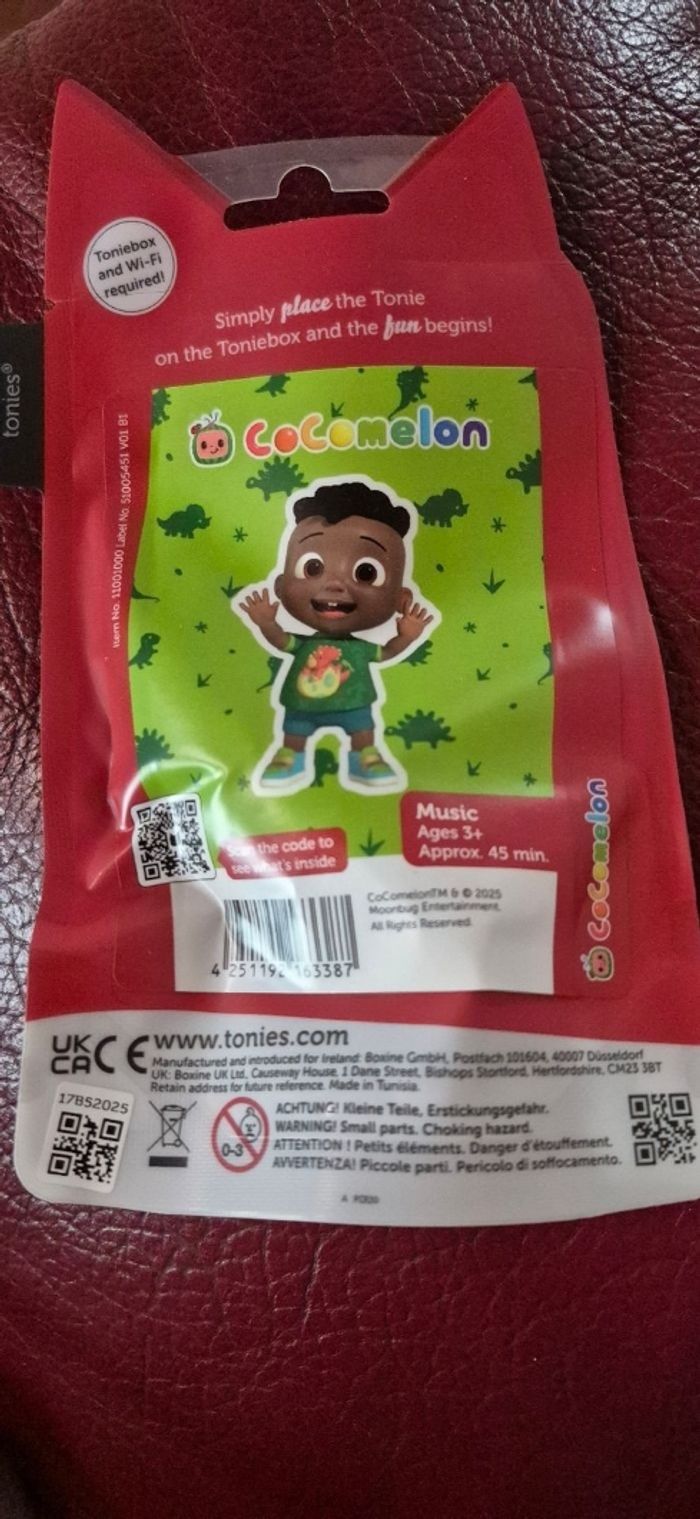 Toniebox
and Wi-Fi
required!
Simply place the Tonie
on the Toniebox and the fun begins!
tonies®
Item No. 11001000 Label No. 51005451 V01 B1
CoComelon
Music
Ages 3+
Approx. 45 min.
Scan the code to
see what's inside
CoComelon
CoComelon™ & © 2025
Moonbug Entertainment.
All Rights Reserved.
4 251192 163387
UK
CA CE
www.tonies.com
Manufactured and introduced for Ireland: Boxine GmbH, Postfach 101604, 40007 Düsseldorf
UK: Boxine UK Ltd, Causeway House, 1 Dane Street, Bishops Stortford, Hertfordshire, CM23 3BT
Retain address for future reference. Made in Tunisia.
17BS2025
0-3
ACHTUNG! Kleine Teile, Erstickungsgefahr.
WARNING! Small parts. Choking hazard.
ATTENTION ! Petits éléments. Danger d'étouffement.
AVVERTENZA! Piccole parti. Pericolo di soffocamento.